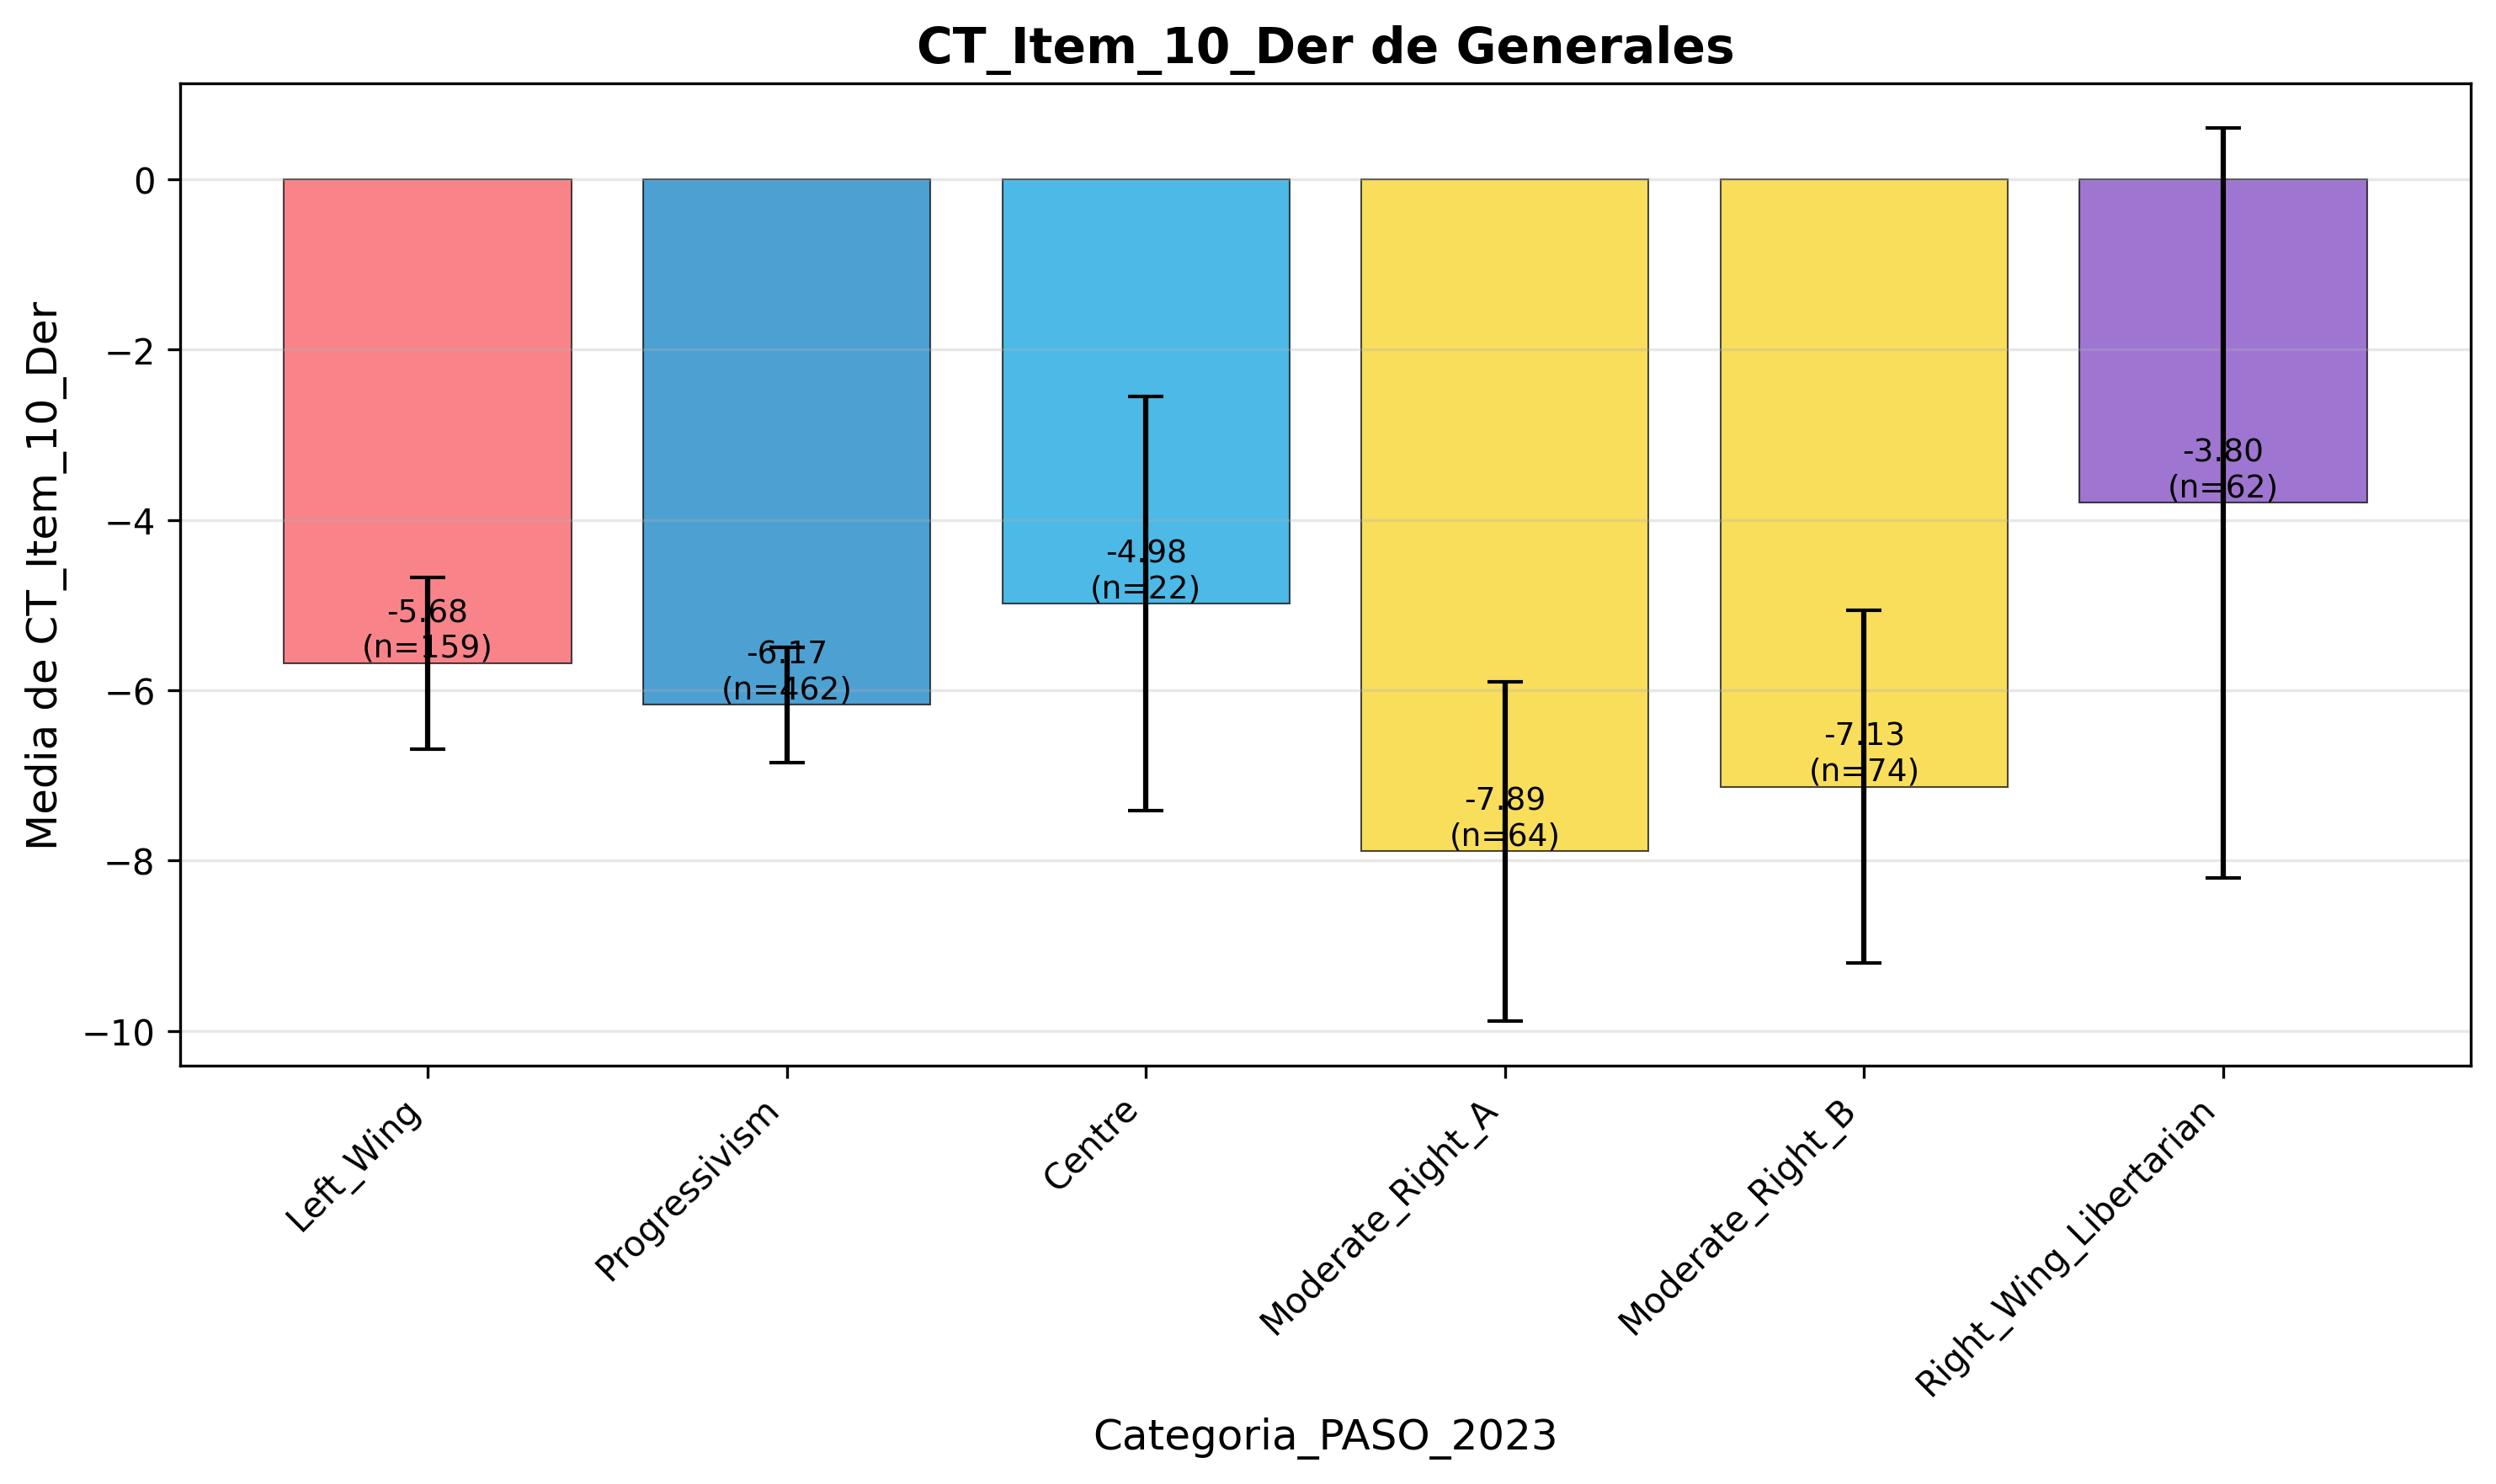 CT_Item_10_Der de Generales
Media de CT_Item_10_Der
0
−2
−4
−6
−8
−10
-5.68
(n=159)
-6.17
(n=462)
-4.98
(n=22)
-7.89
(n=64)
-7.13
(n=74)
-3.80
(n=62)
Left_Wing
Progressivism
Centre
Moderate_Right_A
Moderate_Right_B
Right_Wing_Libertarian
Categoria_PASO_2023